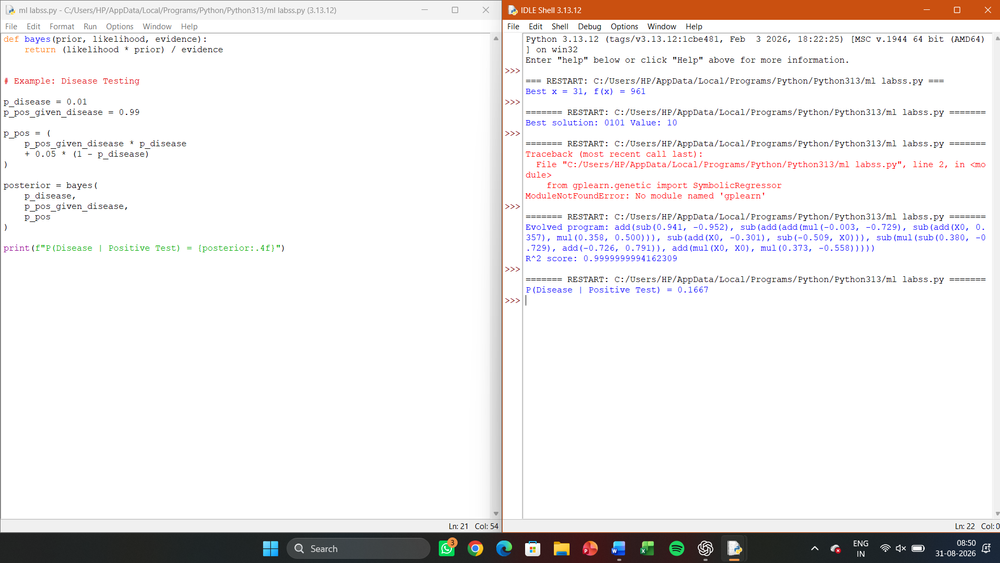 ml labss.py - C:/Users/HP/AppData/Local/Programs/Python/Python313/ml labss.py (3.13.12)
File Edit Format Run Options Window Help
def bayes(prior, likelihood, evidence):
    return (likelihood * prior) / evidence
# Example: Disease Testing
p_disease = 0.01
p_pos_given_disease = 0.99
p_pos = (
    p_pos_given_disease * p_disease
    + 0.05 * (1 - p_disease)
)
posterior = bayes(
    p_disease,
    p_pos_given_disease,
    p_pos
)
print(f"P(Disease | Positive Test) = {posterior:.4f}")
Ln: 21 Col: 54
IDLE Shell 3.13.12
File Edit Shell Debug Options Window Help
Python 3.13.12 (tags/v3.13.12:1cbe481, Feb  3 2026, 18:22:25) [MSC v.1944 64 bit (AMD64)
] on win32
Enter "help" below or click "Help" above for more information.
>>>
=== RESTART: C:/Users/HP/AppData/Local/Programs/Python/Python313/ml labss.py ===
Best x = 31, f(x) = 961
>>>
======= RESTART: C:/Users/HP/AppData/Local/Programs/Python/Python313/ml labss.py =======
Best solution: 0101 Value: 10
>>>
======= RESTART: C:/Users/HP/AppData/Local/Programs/Python/Python313/ml labss.py =======
Traceback (most recent call last):
  File "C:/Users/HP/AppData/Local/Programs/Python/Python313/ml labss.py", line 2, in <mo
dule>
    from gplearn.genetic import SymbolicRegressor
ModuleNotFoundError: No module named 'gplearn'
>>>
======= RESTART: C:/Users/HP/AppData/Local/Programs/Python/Python313/ml labss.py =======
Evolved program: add(sub(0.941, -0.952), sub(add(add(mul(-0.003, -0.729), sub(add(X0, 0.
357), mul(0.358, 0.500))), sub(add(X0, -0.301), sub(-0.509, X0))), sub(mul(sub(0.380, -0
.729), add(-0.726, 0.791)), add(mul(X0, X0), mul(0.373, -0.558)))))
R^2 score: 0.9999999994162309
>>>
======= RESTART: C:/Users/HP/AppData/Local/Programs/Python/Python313/ml labss.py =======
P(Disease | Positive Test) = 0.1667
>>>
Ln: 22 Col: 0
Search
3
ENG
IN
08:50
31-08-2026